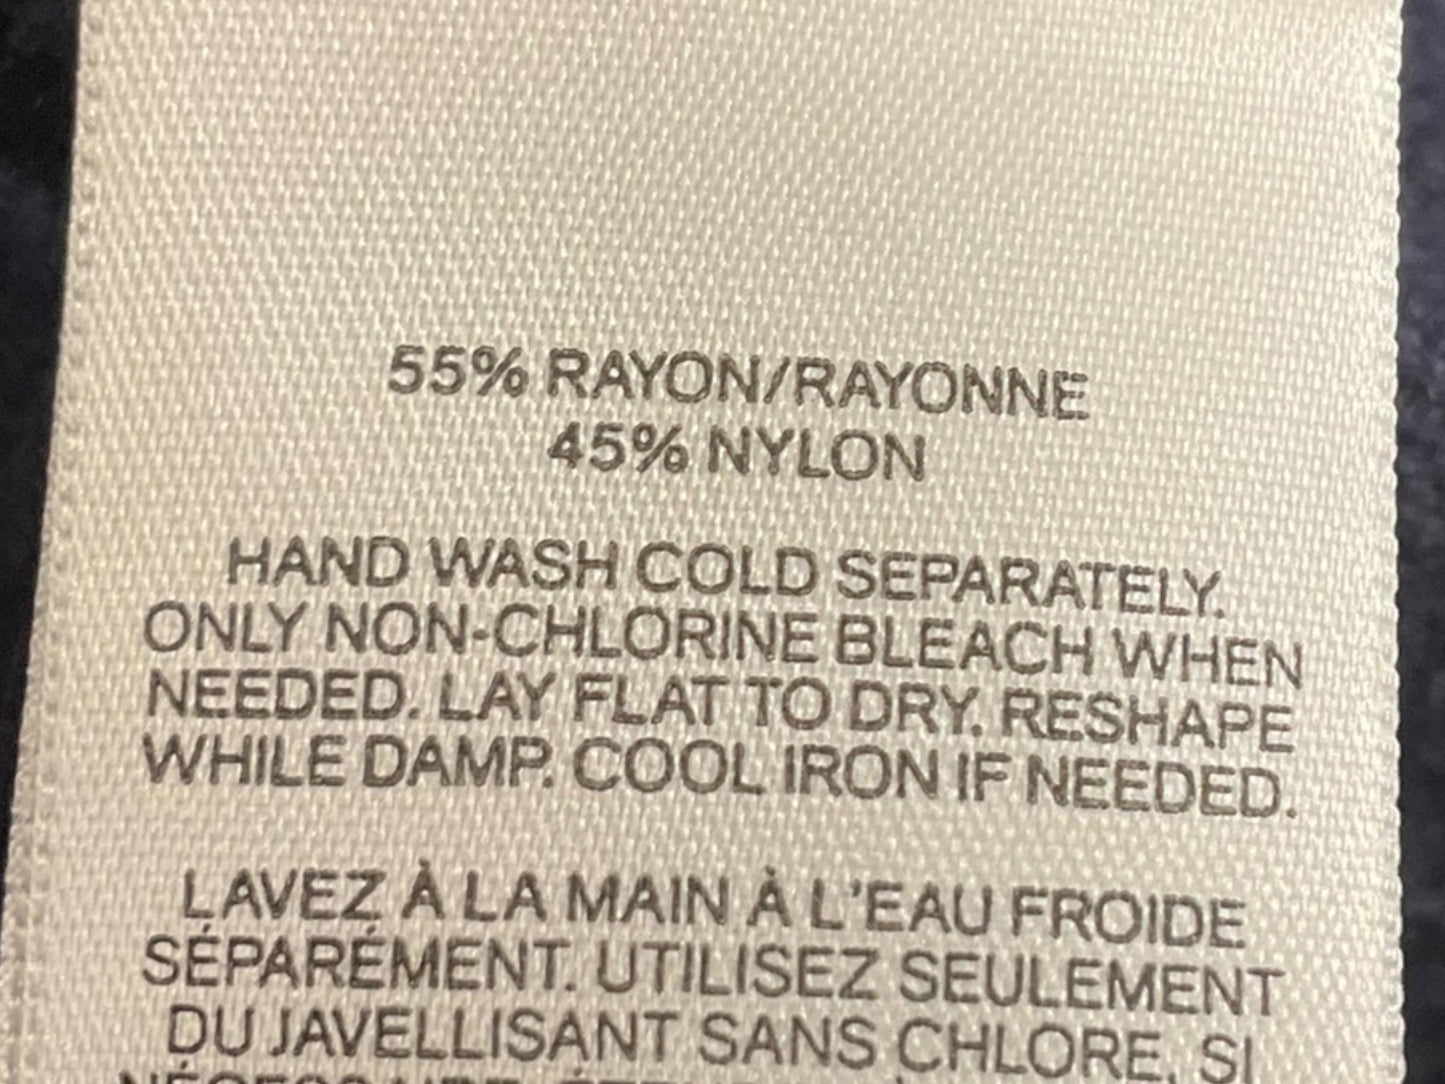 55% RAYON/RAYONNE
45% NYLON
HAND WASH COLD SEPARATELY.
ONLY NON-CHLORINE BLEACH WHEN
NEEDED. LAY FLAT TO DRY. RESHAPE
WHILE DAMP. COOL IRON IF NEEDED.
LAVEZ À LA MAIN À L'EAU FROIDE
SÉPARÉMENT. UTILISEZ SEULEMENT
DU JAVELLISANT SANS CHLORE, SI